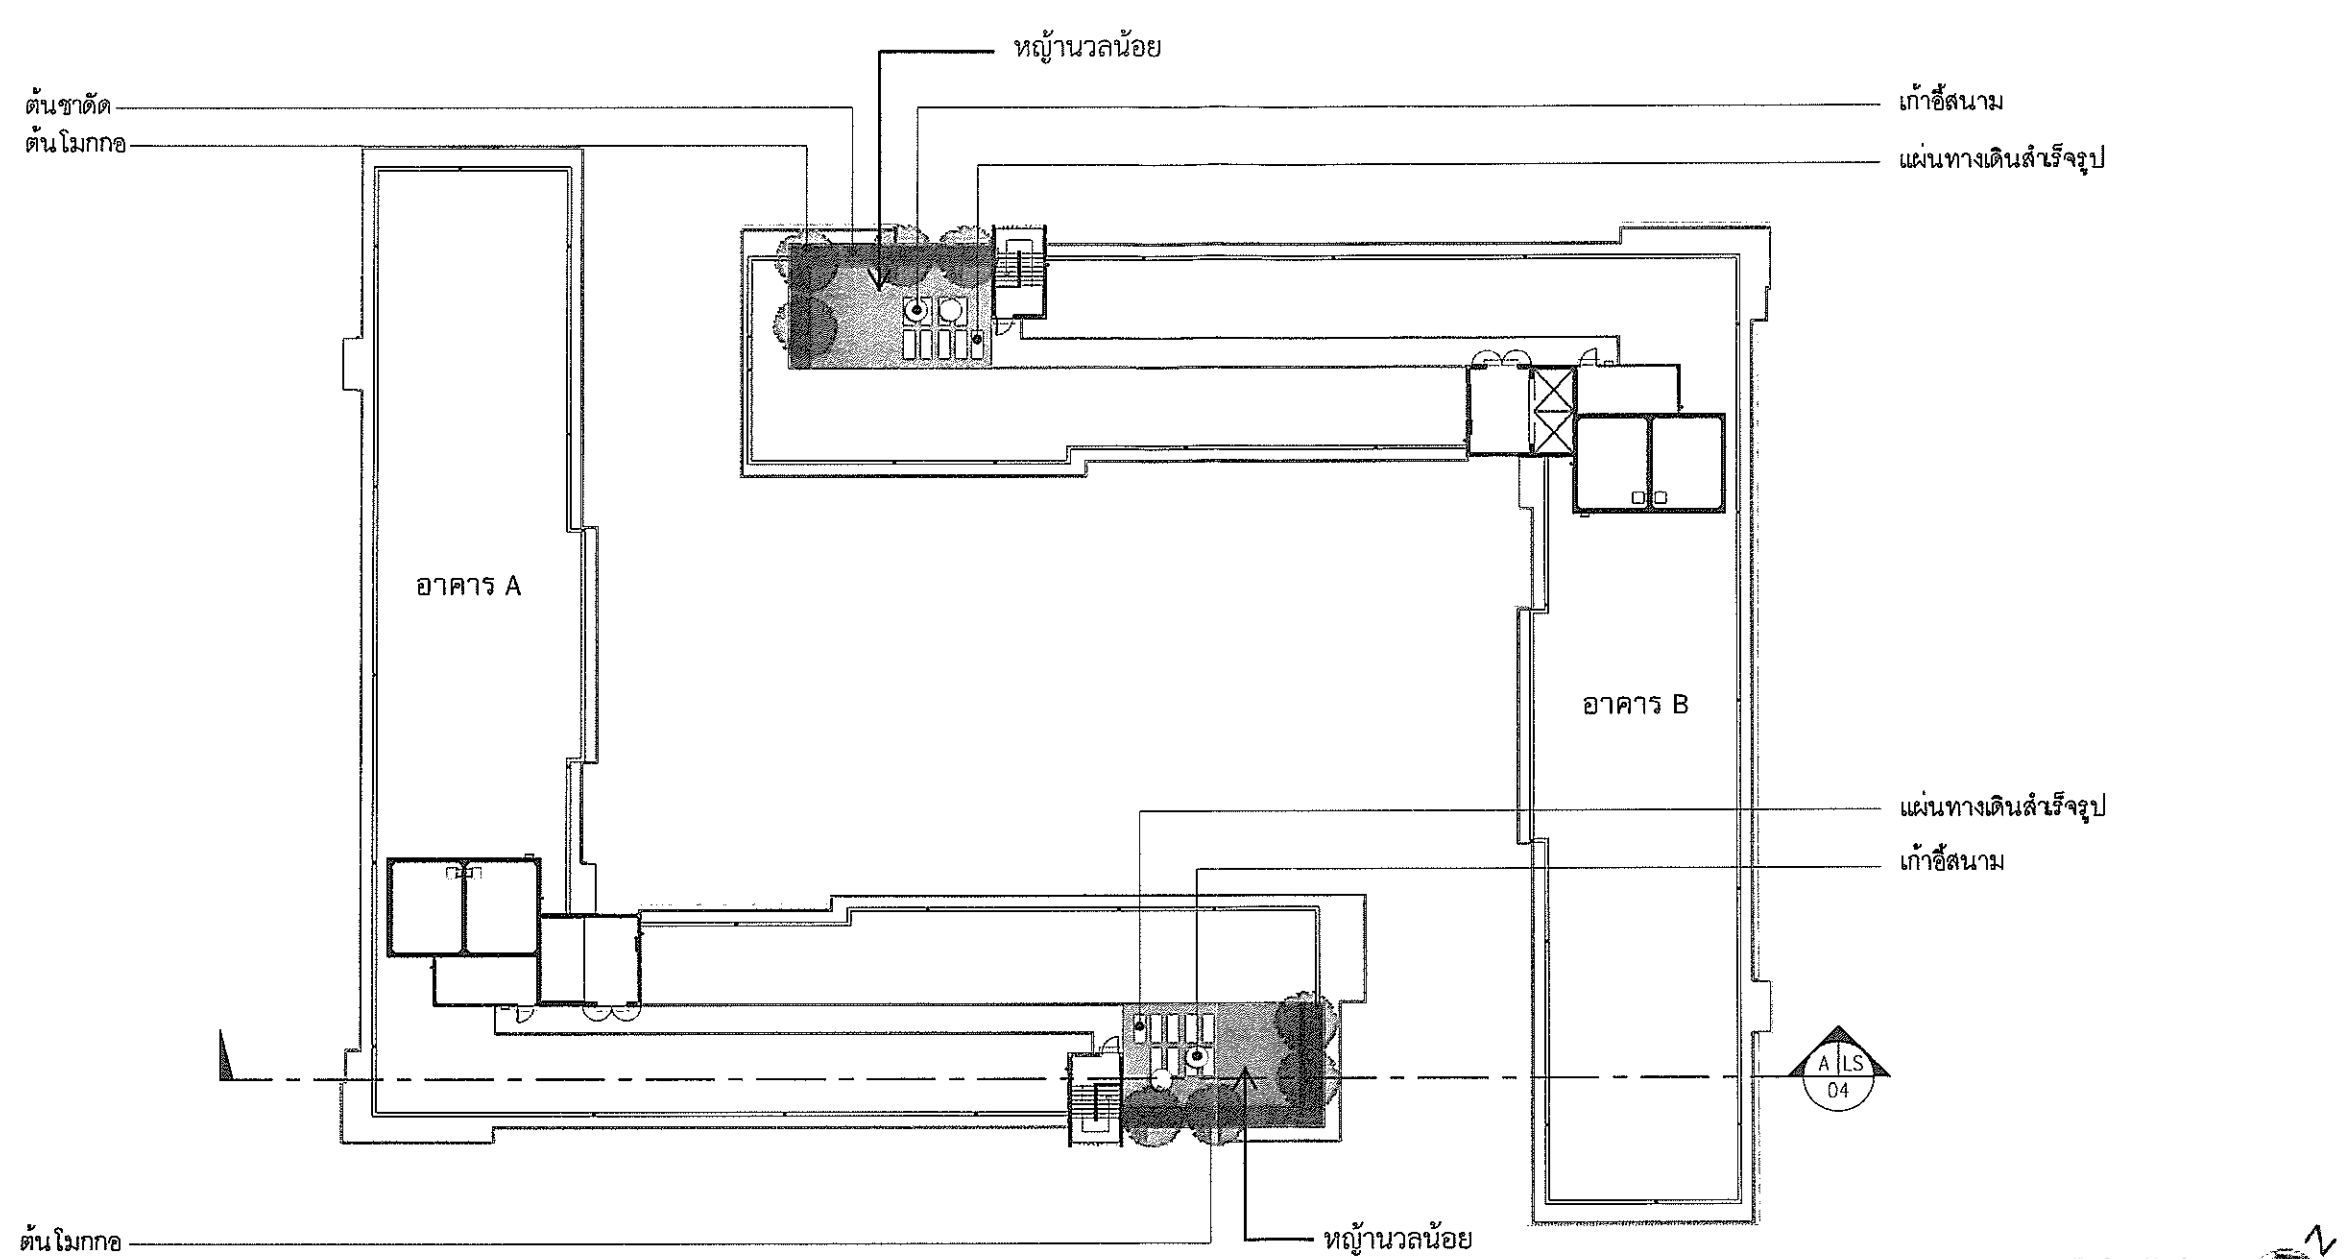 หญ้านวลน้อย
ต้นชาดัด
เก้าอี้สนาม
ต้นโมกกอ
แผ่นทางเดินสำเร็จรูป
อาคาร A
อาคาร B
แผ่นทางเดินสำเร็จรูป
เก้าอี้สนาม
A LS
04
ต้นโมกกอ
หญ้านวลน้อย
N